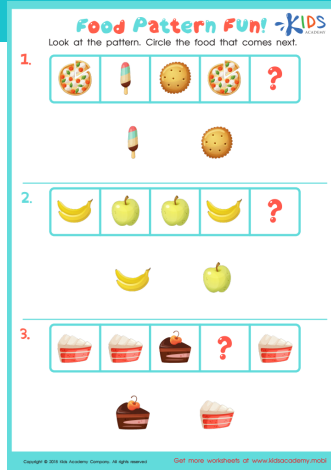 Food Pattern Fun!
KIDS
ACADEMY
Look at the pattern. Circle the food that comes next.
1.
?
2.
?
3.
?
Copyright © 2018 Kids Academy Company. All rights reserved
Get more worksheets at www.kidsacademy.mobi